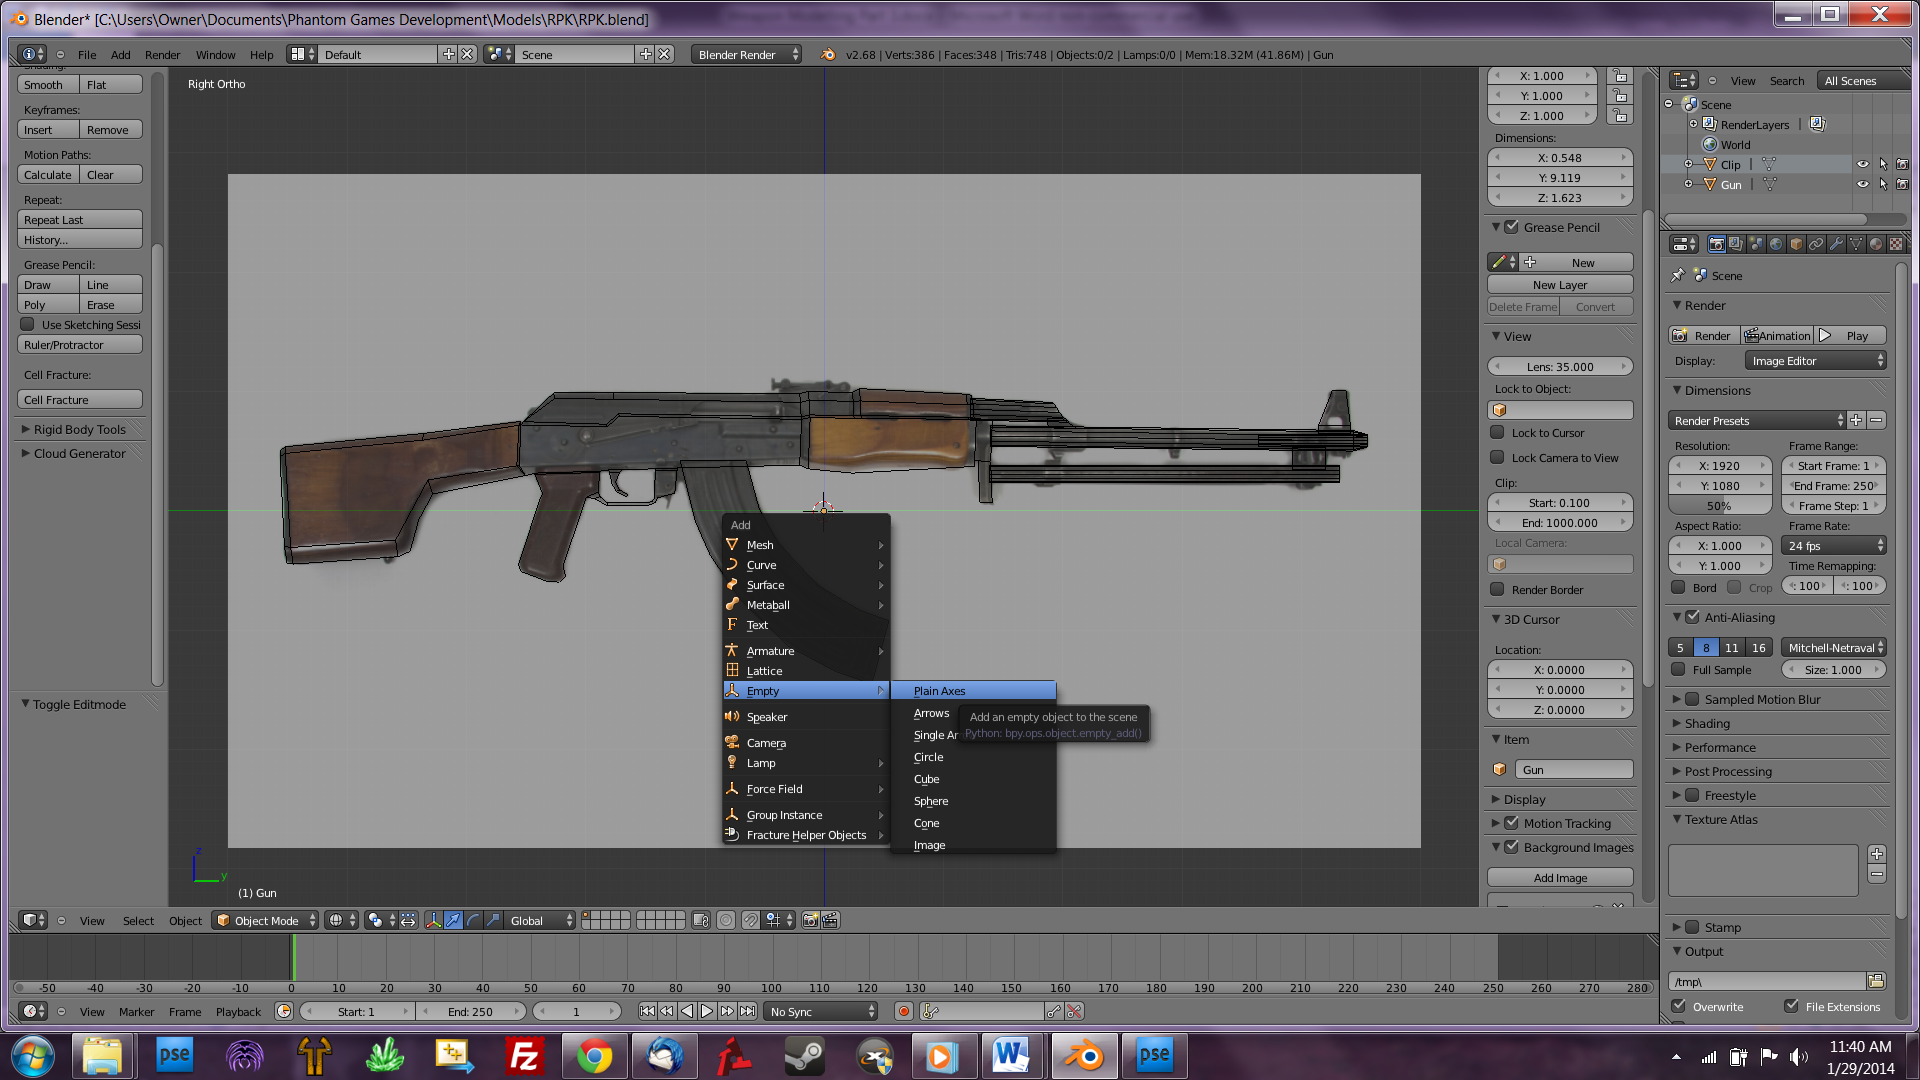 Blender* [C:\Users\Owner\Documents\Phantom Games Development\Models\RPK\RPK.blend]
File Add Render Window Help Default Scene Blender Render v2.68 | Verts:386 | Faces:348 | Tris:748 | Objects:0/2 | Lamps:0/0 | Mem:18.32M (41.86M) | Gun
Smooth Flat
Keyframes:
Insert Remove
Motion Paths:
Calculate Clear
Repeat:
Repeat Last
History...
Grease Pencil:
Draw Line
Poly Erase
Use Sketching Sessi
Ruler/Protractor
Cell Fracture:
Cell Fracture
Rigid Body Tools
Cloud Generator
Toggle Editmode
Right Ortho
Add
Mesh
Curve
Surface
Metaball
Text
Armature
Lattice
Empty
Speaker
Camera
Lamp
Force Field
Group Instance
Fracture Helper Objects
Plain Axes
Arrows
Single Ar
Circle
Cube
Sphere
Cone
Image
Add an empty object to the scene
Python: bpy.ops.object.empty_add()
z
y
(1) Gun
X: 1.000
Y: 1.000
Z: 1.000
Dimensions:
X: 0.548
Y: 9.119
Z: 1.623
Grease Pencil
New
New Layer
Delete Frame Convert
View
Lens: 35.000
Lock to Object:
Lock to Cursor
Lock Camera to View
Clip:
Start: 0.100
End: 1000.000
Local Camera:
Render Border
3D Cursor
Location:
X: 0.0000
Y: 0.0000
Z: 0.0000
Item
Gun
Display
Motion Tracking
Background Images
Add Image
View Search All Scenes
Scene
RenderLayers |
World
Clip |
Gun |
Scene
Render
Render Animation Play
Display: Image Editor
Dimensions
Render Presets
Resolution: Frame Range:
X: 1920 Start Frame: 1
Y: 1080 End Frame: 250
50% Frame Step: 1
Aspect Ratio: Frame Rate:
X: 1.000 24 fps
Y: 1.000 Time Remapping:
Bord Crop : 100 : 100
Anti-Aliasing
5 8 11 16 Mitchell-Netraval
Full Sample Size: 1.000
Sampled Motion Blur
Shading
Performance
Post Processing
Freestyle
Texture Atlas
Stamp
Output
/tmp\
Overwrite File Extensions
View Select Object Object Mode Global
-50 -40 -30 -20 -10 0 10 20 30 40 50 60 70 80 90 100 110 120 130 140 150 160 170 180 190 200 210 220 230 240 250 260 270 280
View Marker Frame Playback Start: 1 End: 250 1 No Sync
pse Fz W pse
11:40 AM
1/29/2014